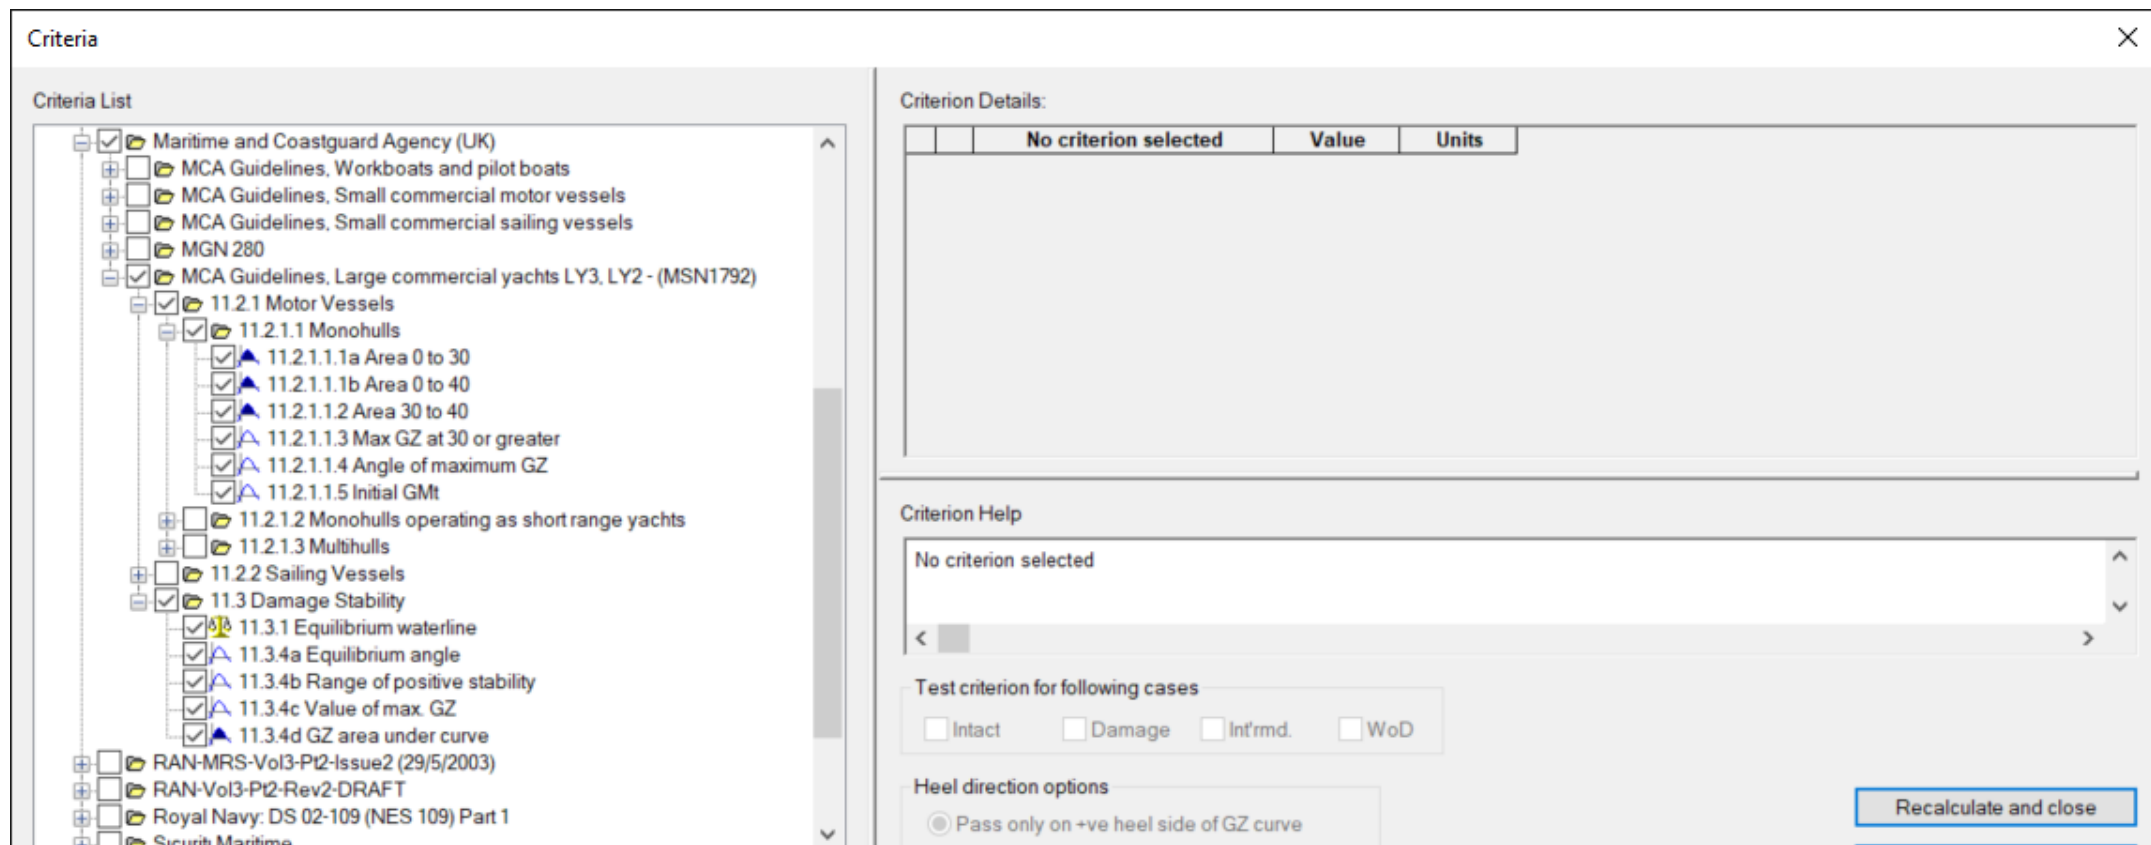 Criteria
Criteria List
Maritime and Coastguard Agency (UK)
MCA Guidelines, Workboats and pilot boats
MCA Guidelines, Small commercial motor vessels
MCA Guidelines, Small commercial sailing vessels
MGN 280
MCA Guidelines, Large commercial yachts LY3, LY2 - (MSN1792)
11.2.1 Motor Vessels
11.2.1.1 Monohulls
11.2.1.1.1a Area 0 to 30
11.2.1.1.1b Area 0 to 40
11.2.1.1.2 Area 30 to 40
11.2.1.1.3 Max GZ at 30 or greater
11.2.1.1.4 Angle of maximum GZ
11.2.1.1.5 Initial GMt
11.2.1.2 Monohulls operating as short range yachts
11.2.1.3 Multihulls
11.2.2 Sailing Vessels
11.3 Damage Stability
11.3.1 Equilibrium waterline
11.3.4a Equilibrium angle
11.3.4b Range of positive stability
11.3.4c Value of max. GZ
11.3.4d GZ area under curve
RAN-MRS-Vol3-Pt2-Issue2 (29/5/2003)
RAN-Vol3-Pt2-Rev2-DRAFT
Royal Navy: DS 02-109 (NES 109) Part 1
Maritime
Criterion Details:
No criterion selected Value Units
Criterion Help
No criterion selected
Test criterion for following cases
Intact Damage Int'rmd. WoD
Heel direction options
Pass only on +ve heel side of GZ curve
Recalculate and close